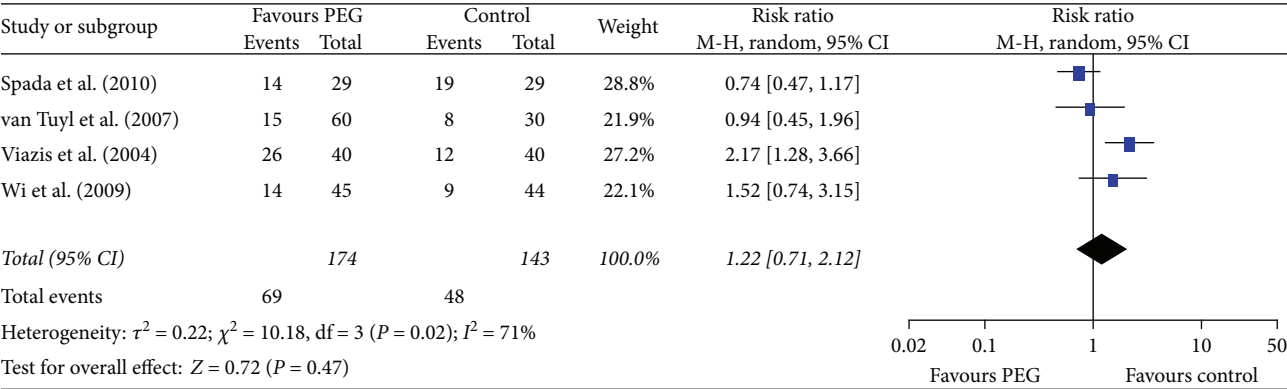 Study or subgroup Favours PEG Control Weight Risk ratio Risk ratio
Events Total Events Total M-H, random, 95% CI M-H, random, 95% CI
Spada et al. (2010) 14 29 19 29 28.8% 0.74 [0.47, 1.17]
van Tuyl et al. (2007) 15 60 8 30 21.9% 0.94 [0.45, 1.96]
Viazis et al. (2004) 26 40 12 40 27.2% 2.17 [1.28, 3.66]
Wi et al. (2009) 14 45 9 44 22.1% 1.52 [0.74, 3.15]
Total (95% CI) 174 143 100.0% 1.22 [0.71, 2.12]
Total events 69 48
Heterogeneity: τ² = 0.22; χ² = 10.18, df = 3 (P = 0.02); I² = 71%
Test for overall effect: Z = 0.72 (P = 0.47)
0.02 0.1 1 10 50
Favours PEG Favours control